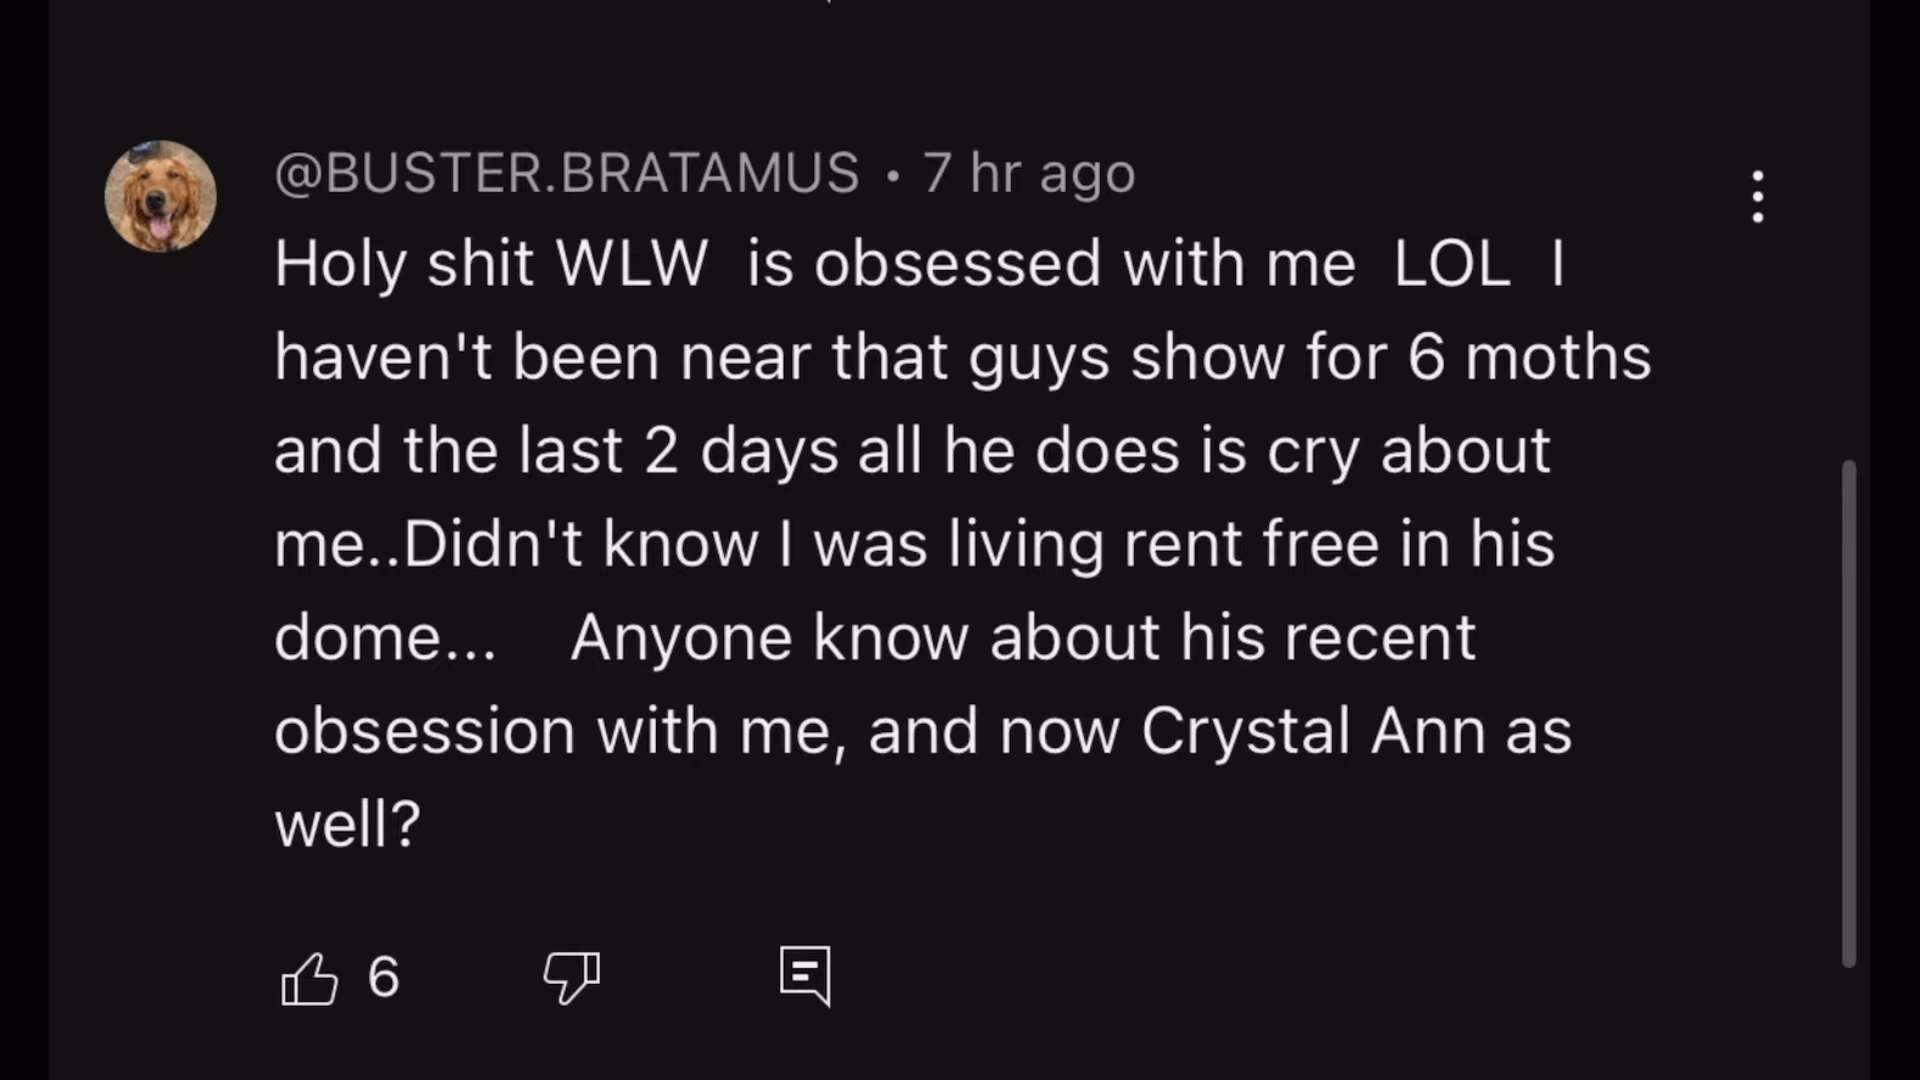 @BUSTER.BRATAMUS • 7 hr ago
Holy shit WLW  is obsessed with me  LOL  I
haven't been near that guys show for 6 moths
and the last 2 days all he does is cry about
me..Didn't know I was living rent free in his
dome...    Anyone know about his recent
obsession with me, and now Crystal Ann as
well?
6